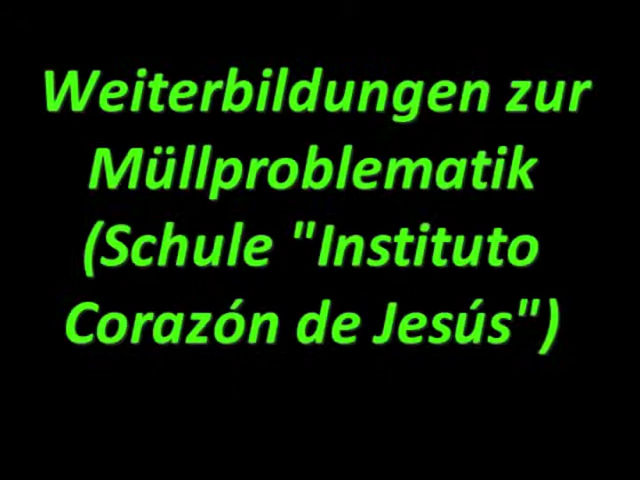 Weiterbildungen zur
Müllproblematik
(Schule "Instituto
Corazón de Jesús")